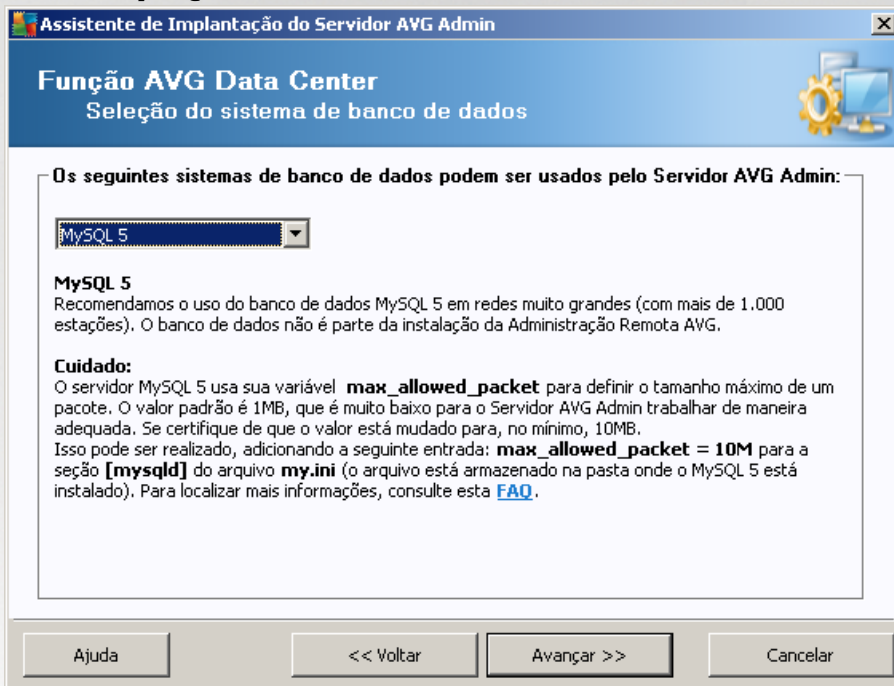 Assistente de Implantação do Servidor AVG Admin
Função AVG Data Center
Seleção do sistema de banco de dados
Os seguintes sistemas de banco de dados podem ser usados pelo Servidor AVG Admin:
MySQL 5
MySQL 5
Recomendamos o uso do banco de dados MySQL 5 em redes muito grandes (com mais de 1.000
estações). O banco de dados não é parte da instalação da Administração Remota AVG.
Cuidado:
O servidor MySQL 5 usa sua variável max_allowed_packet para definir o tamanho máximo de um
pacote. O valor padrão é 1MB, que é muito baixo para o Servidor AVG Admin trabalhar de maneira
adequada. Se certifique de que o valor está mudado para, no mínimo, 10MB.
Isso pode ser realizado, adicionando a seguinte entrada: max_allowed_packet = 10M para a
seção [mysqld] do arquivo my.ini (o arquivo está armazenado na pasta onde o MySQL 5 está
instalado). Para localizar mais informações, consulte esta FAQ.
Ajuda
<< Voltar
Avançar >>
Cancelar